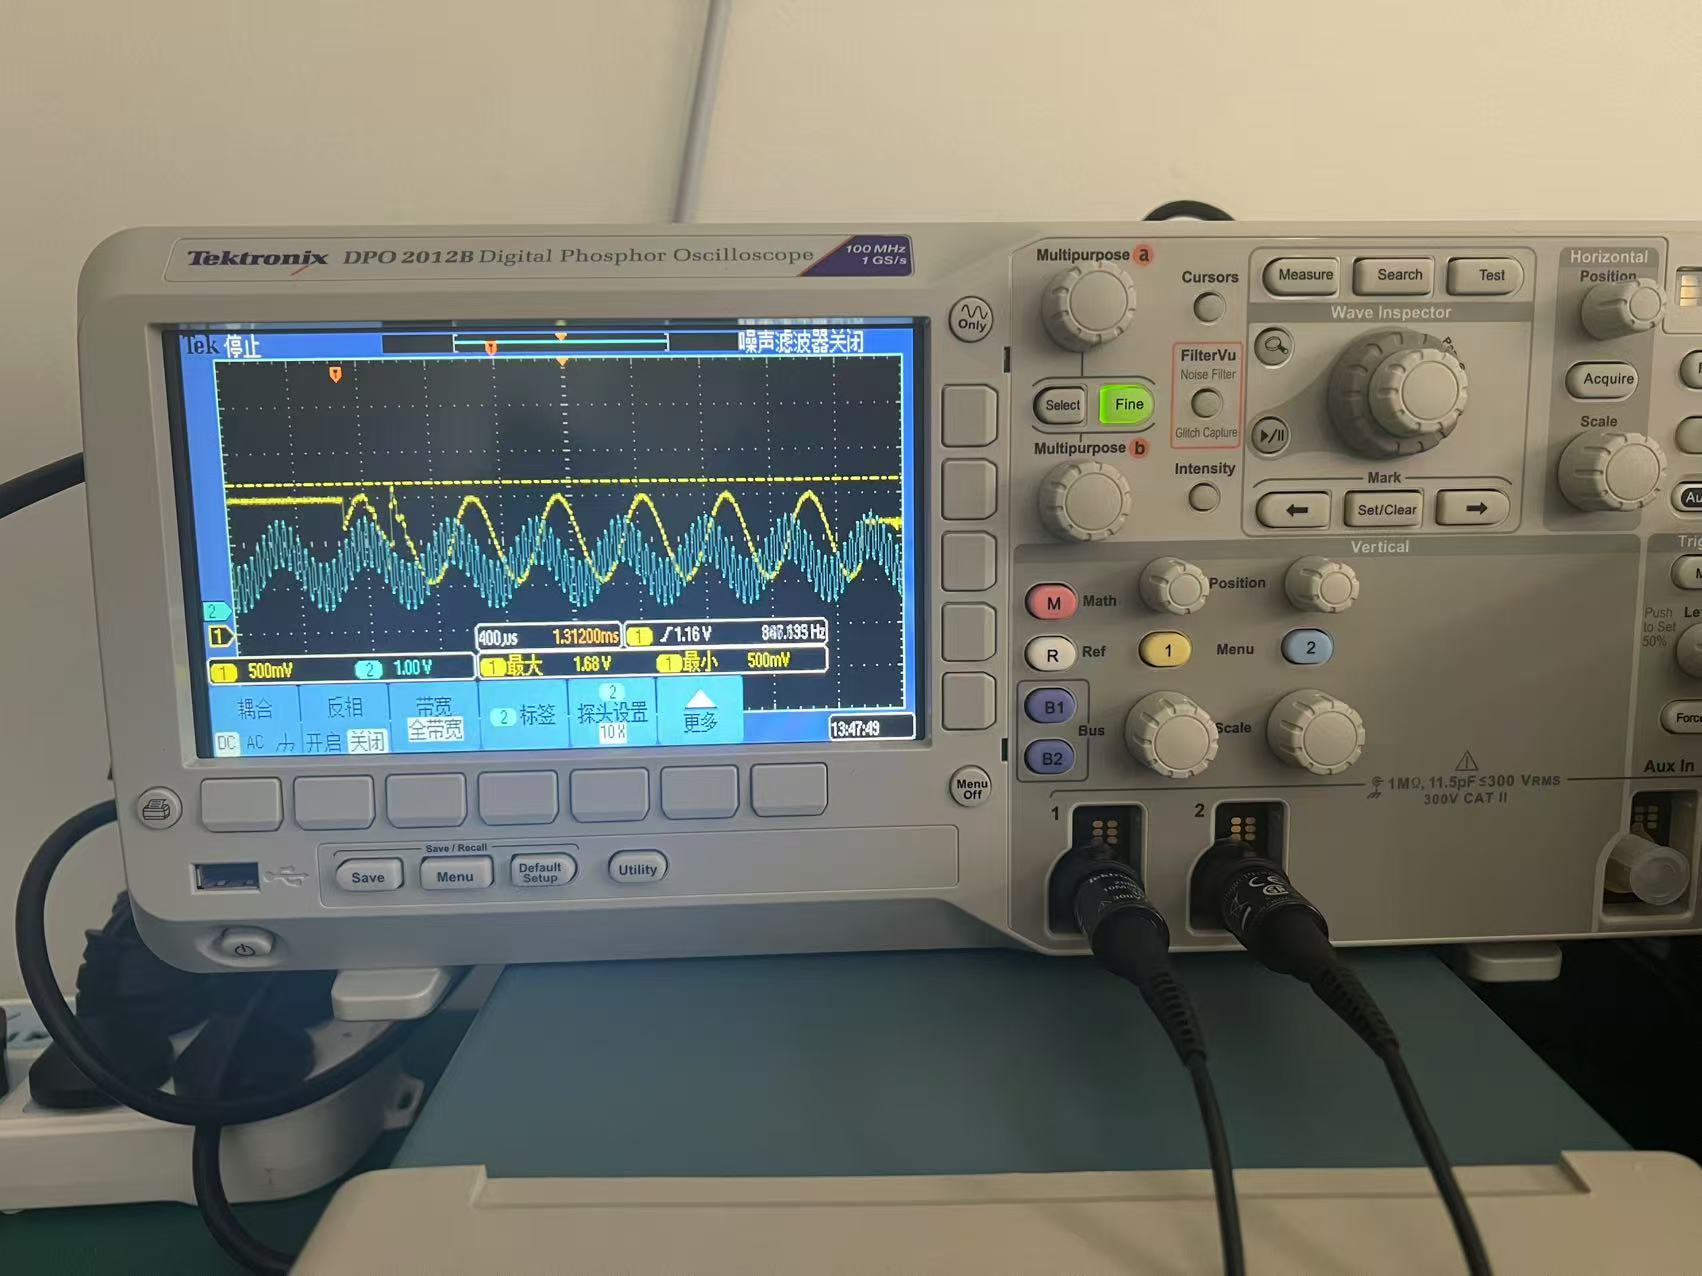 Tektronix DPO 2012B Digital Phosphor Oscilloscope
100 MHz
1 GS/s
Tek 停止
噪声滤波器关闭
2
1
400μs 1.31200ms
1 1.16 V
1 500mV 2 1.00 V
1 最大 1.68 V 1 最小 500mV
耦合
DC AC
反相
开启 关闭
带宽
全带宽
2 标签
2
探头设置
10X
更多
13:47:49
Only
Menu
Off
Save / Recall
Save
Menu
Default
Setup
Utility
Multipurpose a
Select
Fine
Multipurpose b
Cursors
FilterVu
Noise Filter
Glitch Capture
Intensity
Measure
Search
Test
Wave Inspector
Mark
←
Set/Clear
→
Horizontal
Position
Acquire
Scale
Vertical
M Math
R Ref
B1
B2
Bus
Position
1 Menu 2
Scale
1
2
1MΩ, 11.5pF ≤300 VRMS
300V CAT II
Push
to Set
50%
Aux In